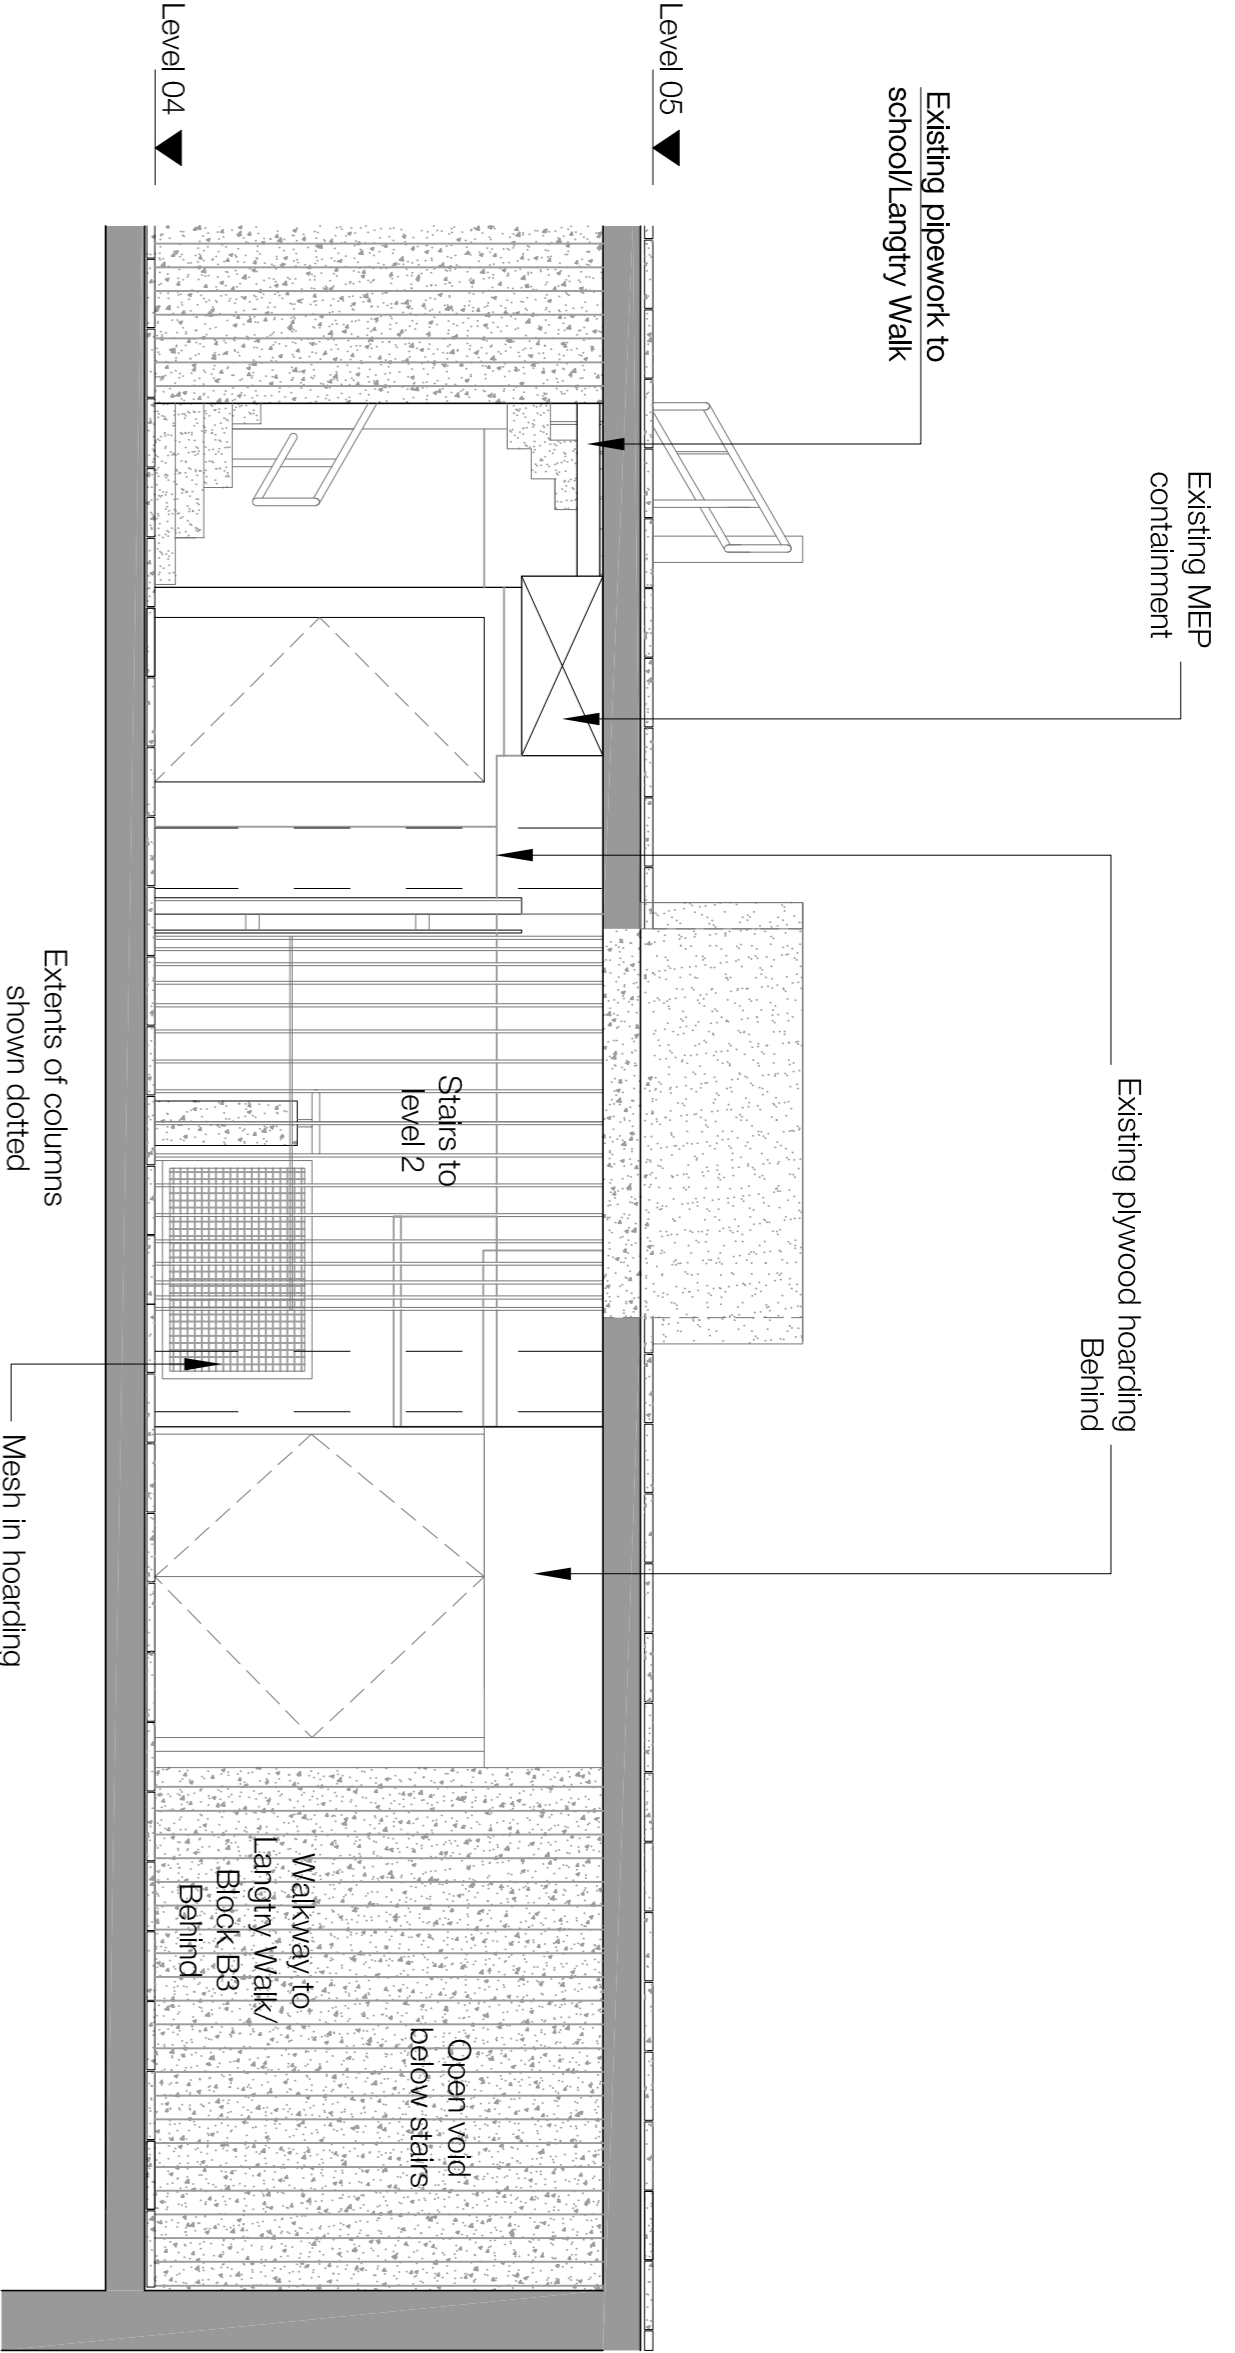 Existing MEP
containment
Existing plywood hoarding
Behind
Existing pipework to
school/Langtry Walk
Level 05
Level 04
Stairs to
level 2
Open void
below stairs
Walkway to
Langtry Walk/
Block B3
Behind
Extents of columns
shown dotted
Mesh in hoarding